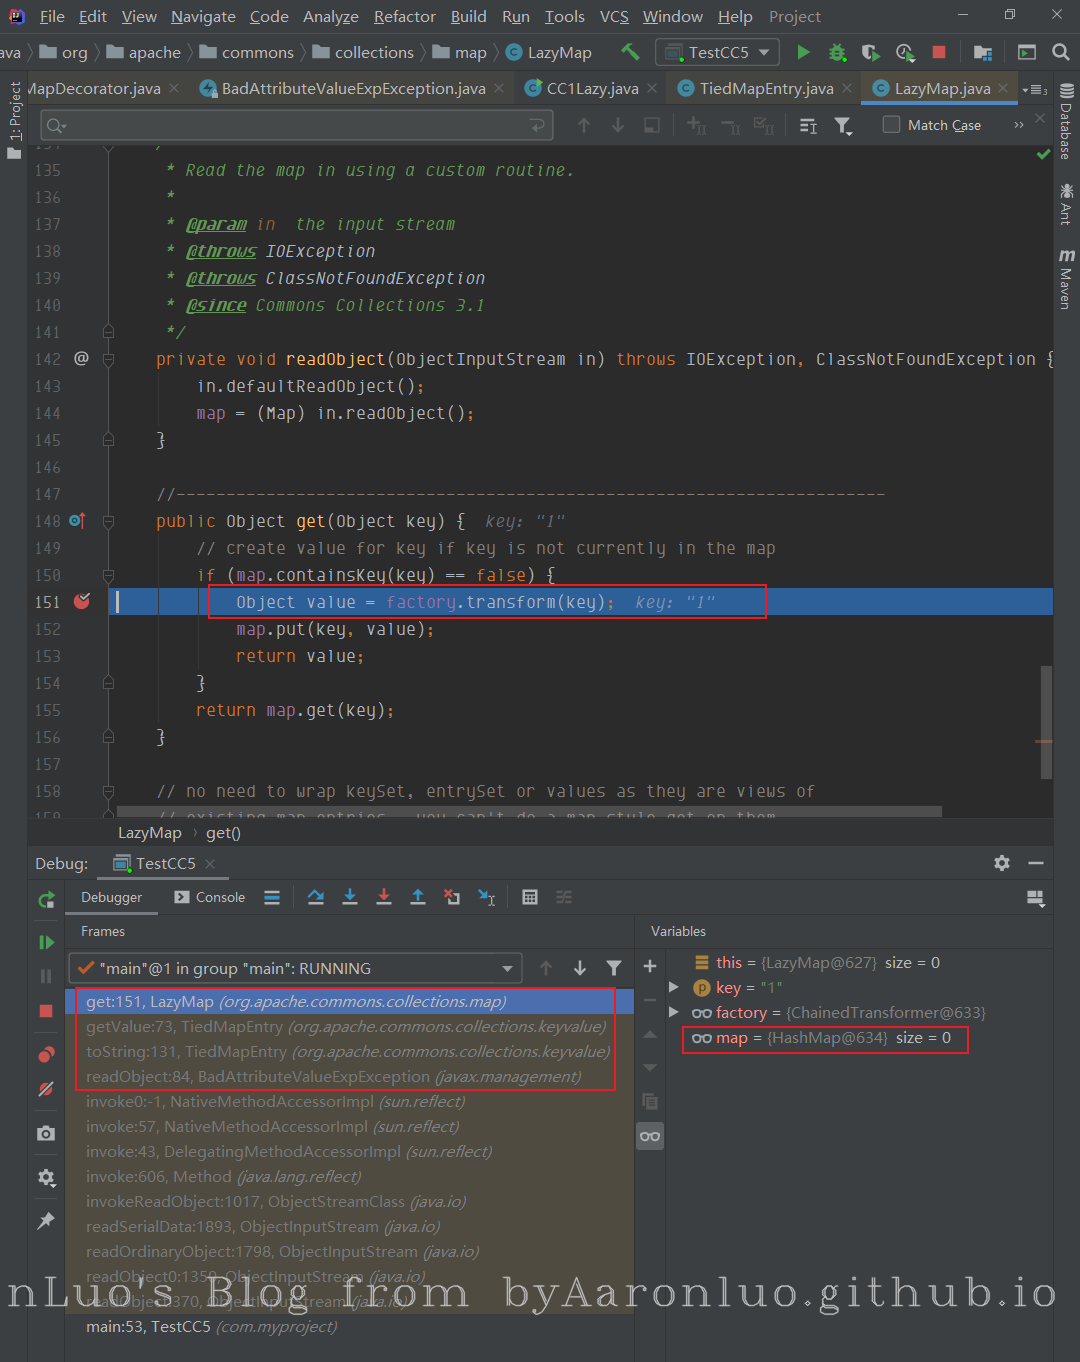 File Edit View Navigate Code Analyze Refactor Build Run Tools VCS Window Help Project
ava org apache commons collections map LazyMap TestCC5
MapDecorator.java BadAttributeValueExpException.java CC1Lazy.java TiedMapEntry.java LazyMap.java
Match Case
1: Project
Database
Ant
Maven
135 * Read the map in using a custom routine.
136 *
137 * @param in the input stream
138 * @throws IOException
139 * @throws ClassNotFoundException
140 * @since Commons Collections 3.1
141 */
142 @ private void readObject(ObjectInputStream in) throws IOException, ClassNotFoundException {
143 in.defaultReadObject();
144 map = (Map) in.readObject();
145 }
146
147 //-----------------------------------------------------------------------
148 public Object get(Object key) { key: "1"
149 // create value for key if key is not currently in the map
150 if (map.containsKey(key) == false) {
151 Object value = factory.transform(key); key: "1"
152 map.put(key, value);
153 return value;
154 }
155 return map.get(key);
156 }
157
158 // no need to wrap keySet, entrySet or values as they are views of
LazyMap › get()
Debug: TestCC5
Debugger Console
Frames
"main"@1 in group "main": RUNNING
get:151, LazyMap (org.apache.commons.collections.map)
getValue:73, TiedMapEntry (org.apache.commons.collections.keyvalue)
toString:131, TiedMapEntry (org.apache.commons.collections.keyvalue)
readObject:84, BadAttributeValueExpException (javax.management)
invoke0:-1, NativeMethodAccessorImpl (sun.reflect)
invoke:57, NativeMethodAccessorImpl (sun.reflect)
invoke:43, DelegatingMethodAccessorImpl (sun.reflect)
invoke:606, Method (java.lang.reflect)
invokeReadObject:1017, ObjectStreamClass (java.io)
readSerialData:1893, ObjectInputStream (java.io)
readOrdinaryObject:1798, ObjectInputStream (java.io)
readObject0:1350, ObjectInputStream (java.io)
readObject:370, ObjectInputStream (java.io)
main:53, TestCC5 (com.myproject)
Variables
this = {LazyMap@627} size = 0
key = "1"
factory = {ChainedTransformer@633}
map = {HashMap@634} size = 0
nLuo's Blog from byAaronluo.github.io